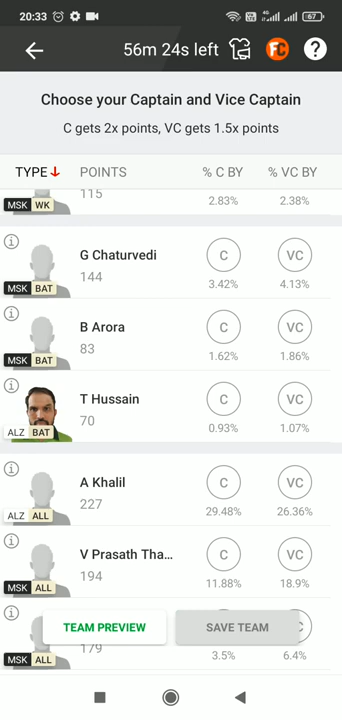 20:33 4G 67
56m 24s left FC ?
Choose your Captain and Vice Captain
C gets 2x points, VC gets 1.5x points
TYPE↓ POINTS % C BY % VC BY
115
MSK WK 2.83% 2.38%
G Chaturvedi C VC
144
MSK BAT 3.42% 4.13%
B Arora C VC
83
MSK BAT 1.62% 1.86%
T Hussain C VC
70
ALZ BAT 0.93% 1.07%
A Khalil C VC
227
ALZ ALL 29.48% 26.36%
V Prasath Tha... C VC
194
MSK ALL 11.88% 18.9%
TEAM PREVIEW SAVE TEAM
179
MSK ALL 3.5% 6.4%